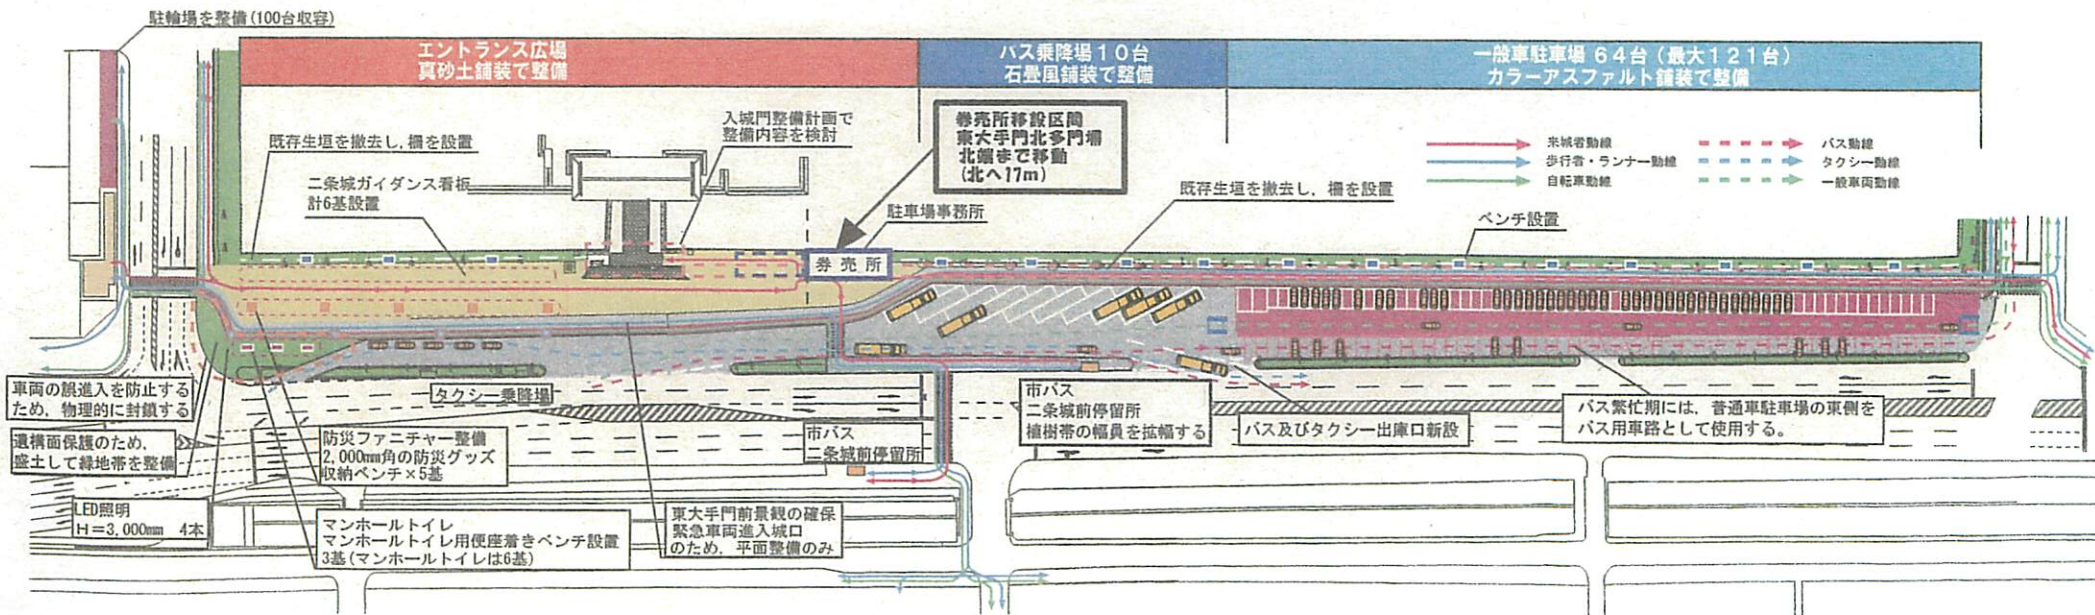 駐輪場を整備(100台収容)
エントランス広場
真砂土舗装で整備
バス乗降場10台
石畳風舗装で整備
一般車駐車場 64台(最大121台)
カラーアスファルト舗装で整備
既存生垣を撤去し，柵を設置
二条城ガイダンス看板
計6基設置
入城門整備計画で
整備内容を検討
券売所移設区間
東大手門北多門塀
北端まで移動
(北へ17m)
駐車場事務所
既存生垣を撤去し，柵を設置
来城者動線
歩行者・ランナー動線
自転車動線
バス動線
タクシー動線
一般車両動線
ベンチ設置
券売所
車両の誤進入を防止する
ため，物理的に封鎖する
遺構面保護のため，
盛土して緑地帯を整備
LED照明
H=3,000mm 4本
タクシー乗降場
防災ファニチャー整備
2,000mm角の防災グッズ
収納ベンチ×5基
マンホールトイレ
マンホールトイレ用便座着きベンチ設置
3基(マンホールトイレは6基)
東大手門前景観の確保
緊急車両進入城口
のため，平面整備のみ
市バス
二条城前停留所
市バス
二条城前停留所
植樹帯の幅員を拡幅する
バス及びタクシー出庫口新設
バス繁忙期には，普通車駐車場の東側を
バス用車路として使用する。